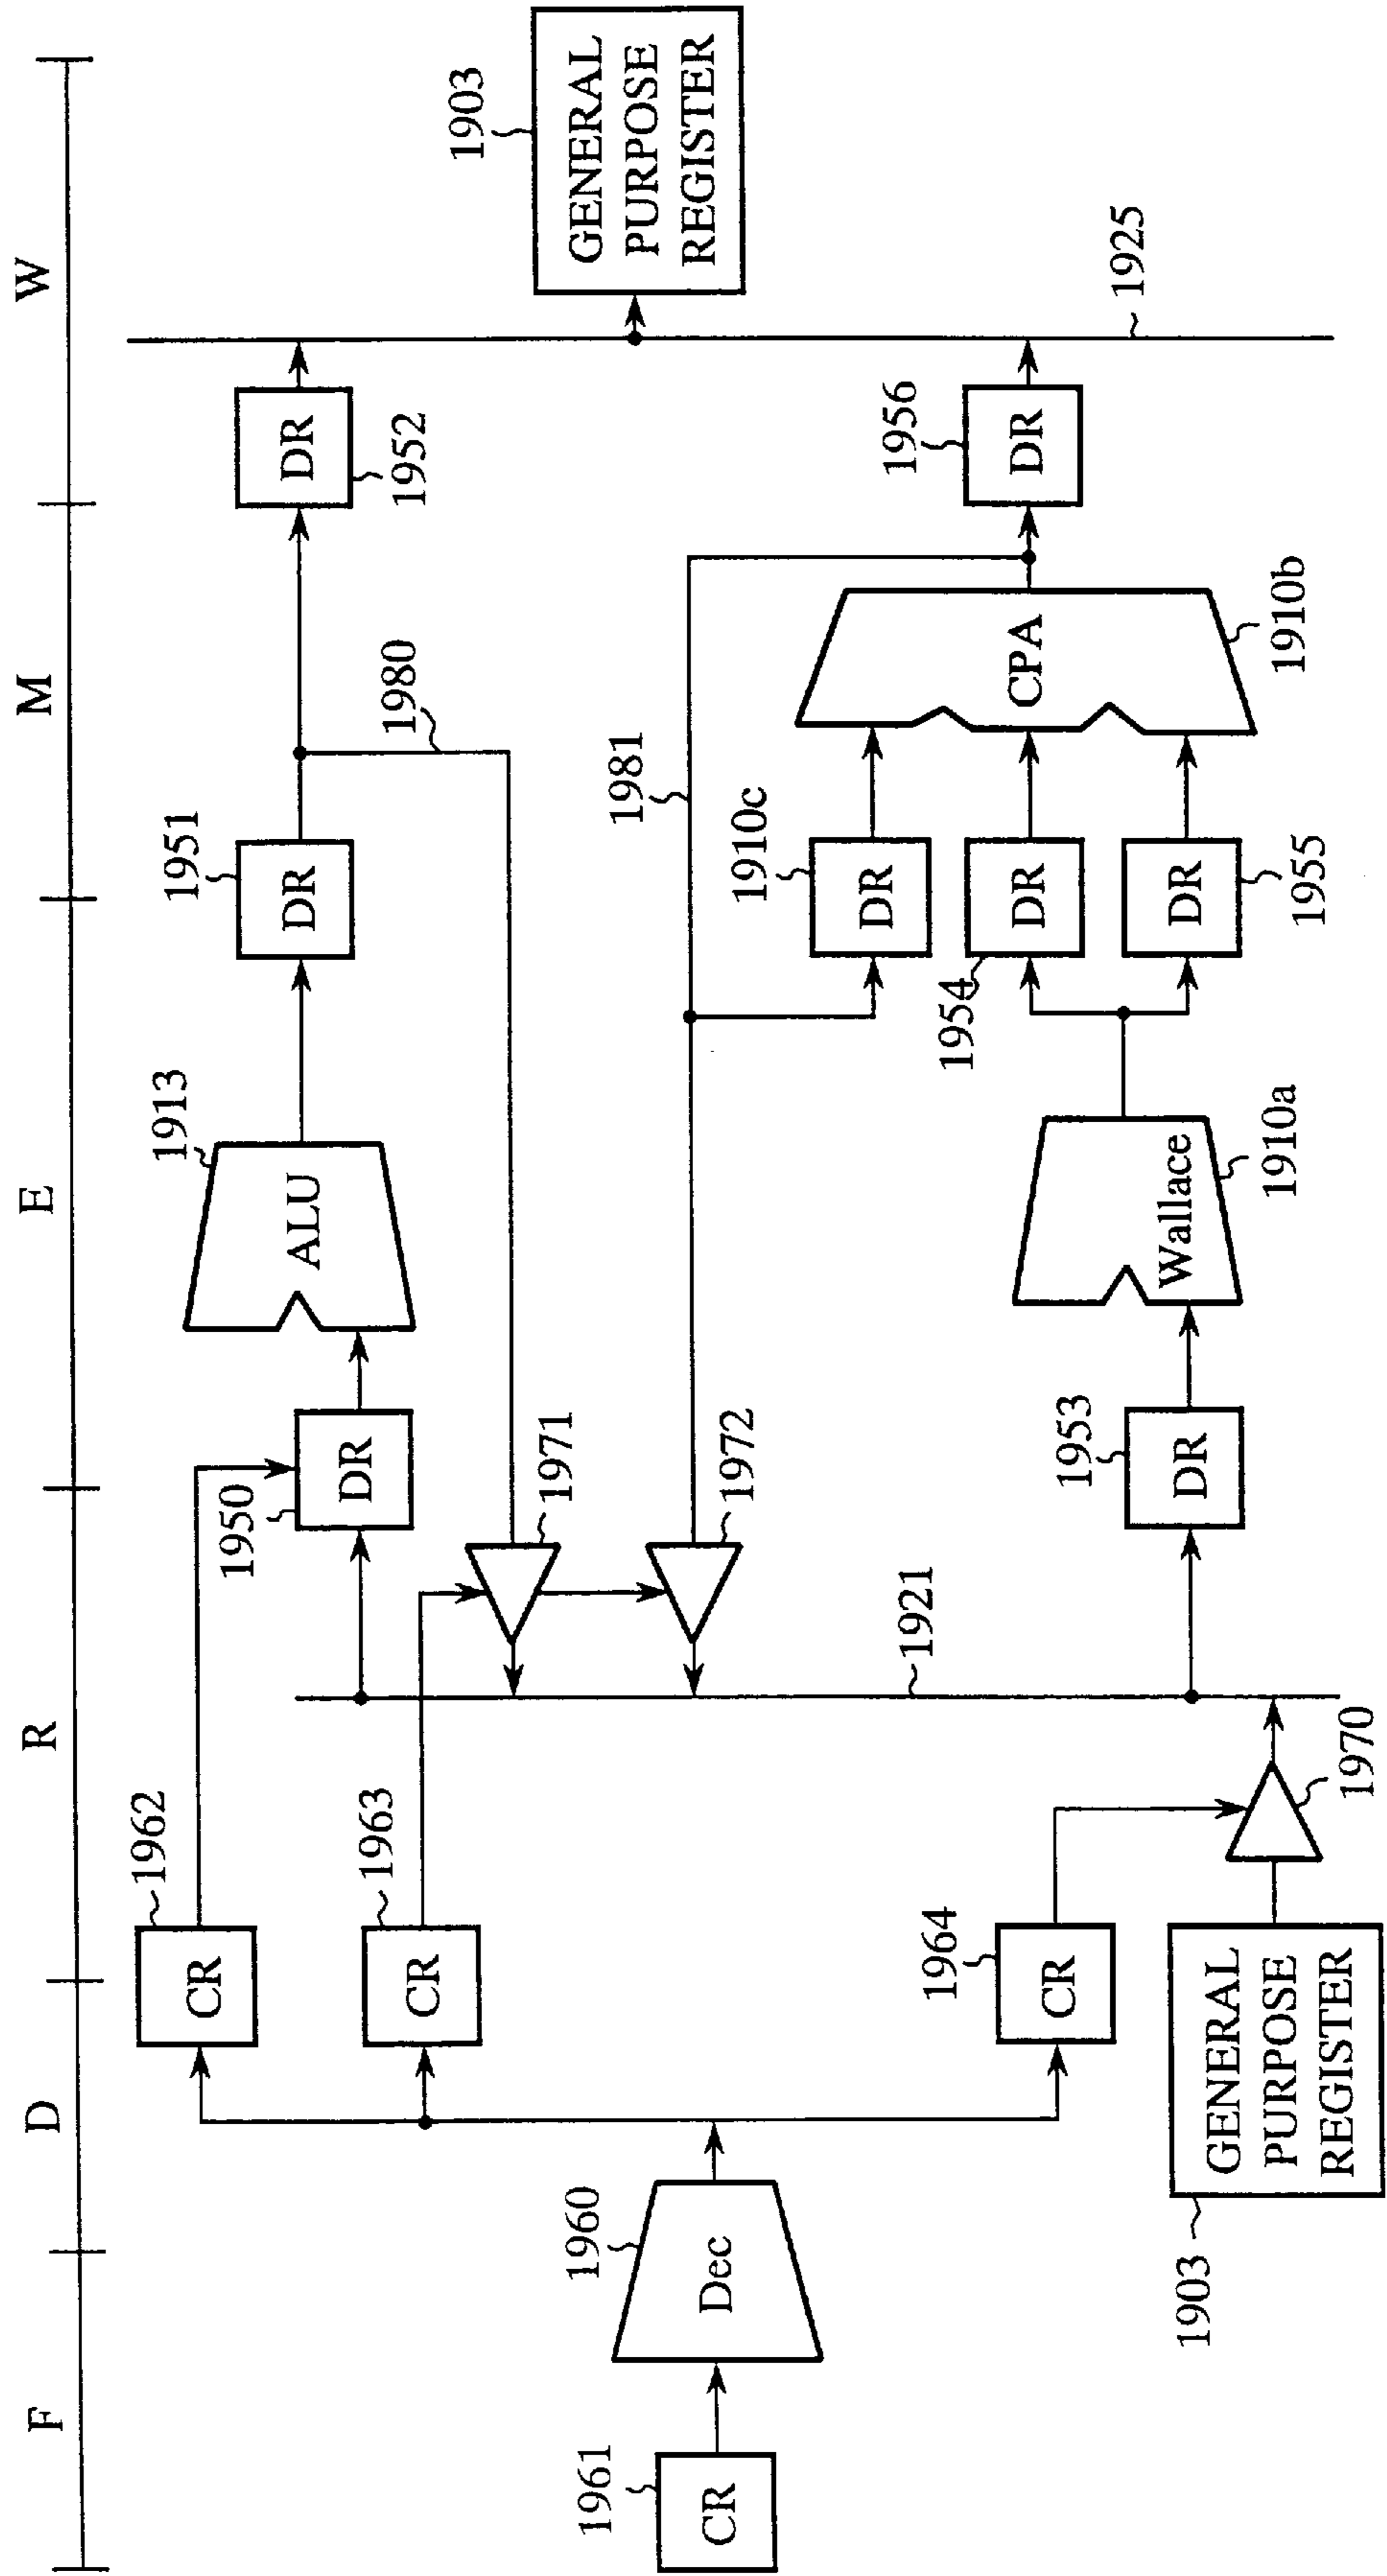 F
D
R
E
M
W
CR
1961
Dec
1960
CR
1962
CR
1963
CR
1964
GENERAL
PURPOSE
REGISTER
1903
1970
1921
DR
1950
1971
1972
DR
1953
ALU
1913
Wallace
1910a
DR
1951
1980
1981
DR
1910c
DR
1954
DR
1955
CPA
1910b
DR
1952
DR
1956
1925
GENERAL
PURPOSE
REGISTER
1903